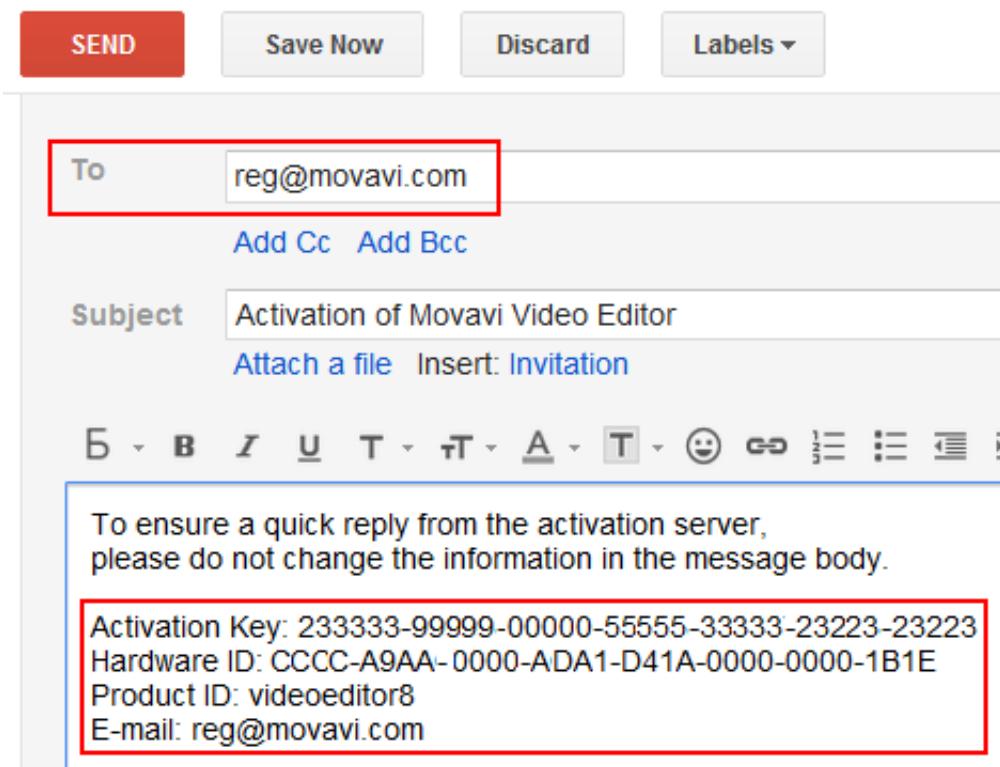 SEND Save Now Discard Labels
To reg@movavi.com
Add Cc Add Bcc
Subject Activation of Movavi Video Editor
Attach a file Insert: Invitation
Б B I U T тT A T
To ensure a quick reply from the activation server,
please do not change the information in the message body.
Activation Key: 233333-99999-00000-55555-33333-23223-23223
Hardware ID: CCCC-A9AA-0000-ADA1-D41A-0000-0000-1B1E
Product ID: videoeditor8
E-mail: reg@movavi.com